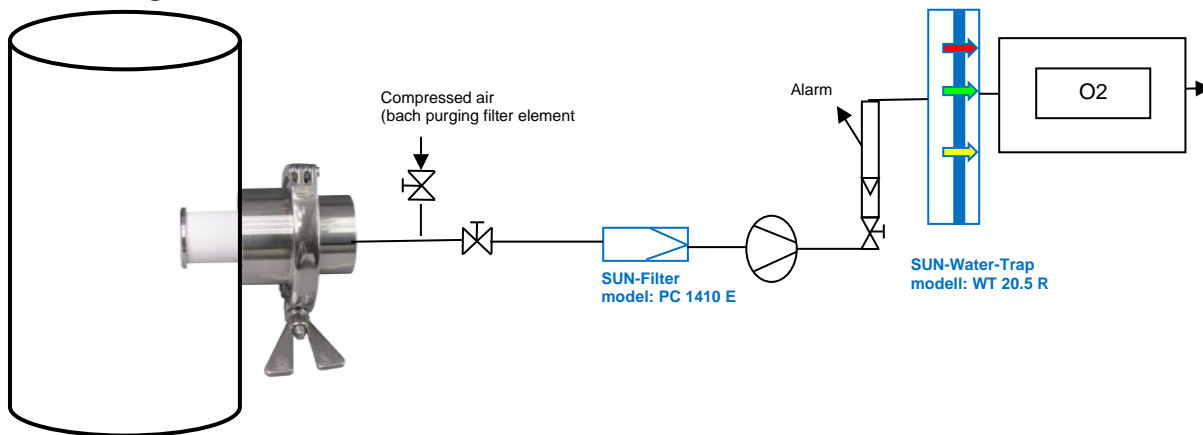 Compressed air
(bach purging filter element
Alarm
O2
SUN-Filter
model: PC 1410 E
SUN-Water-Trap
modell: WT 20.5 R